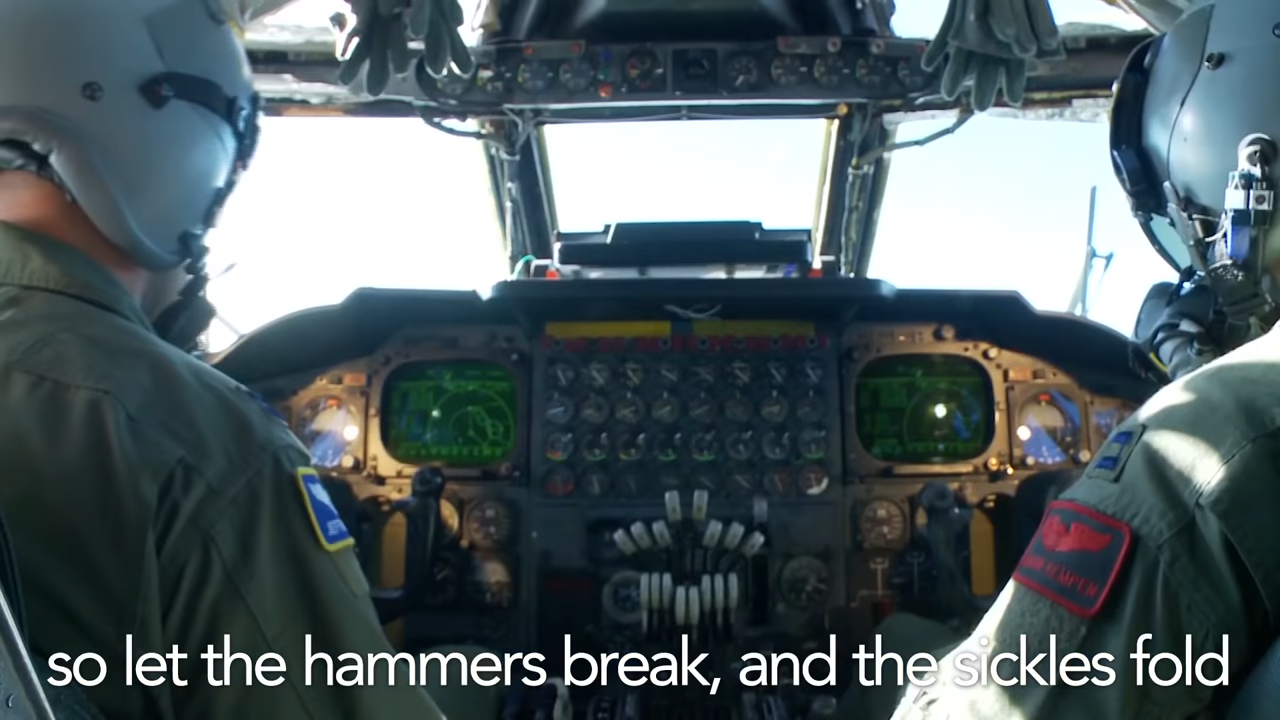 so let the hammers break, and the sickles fold